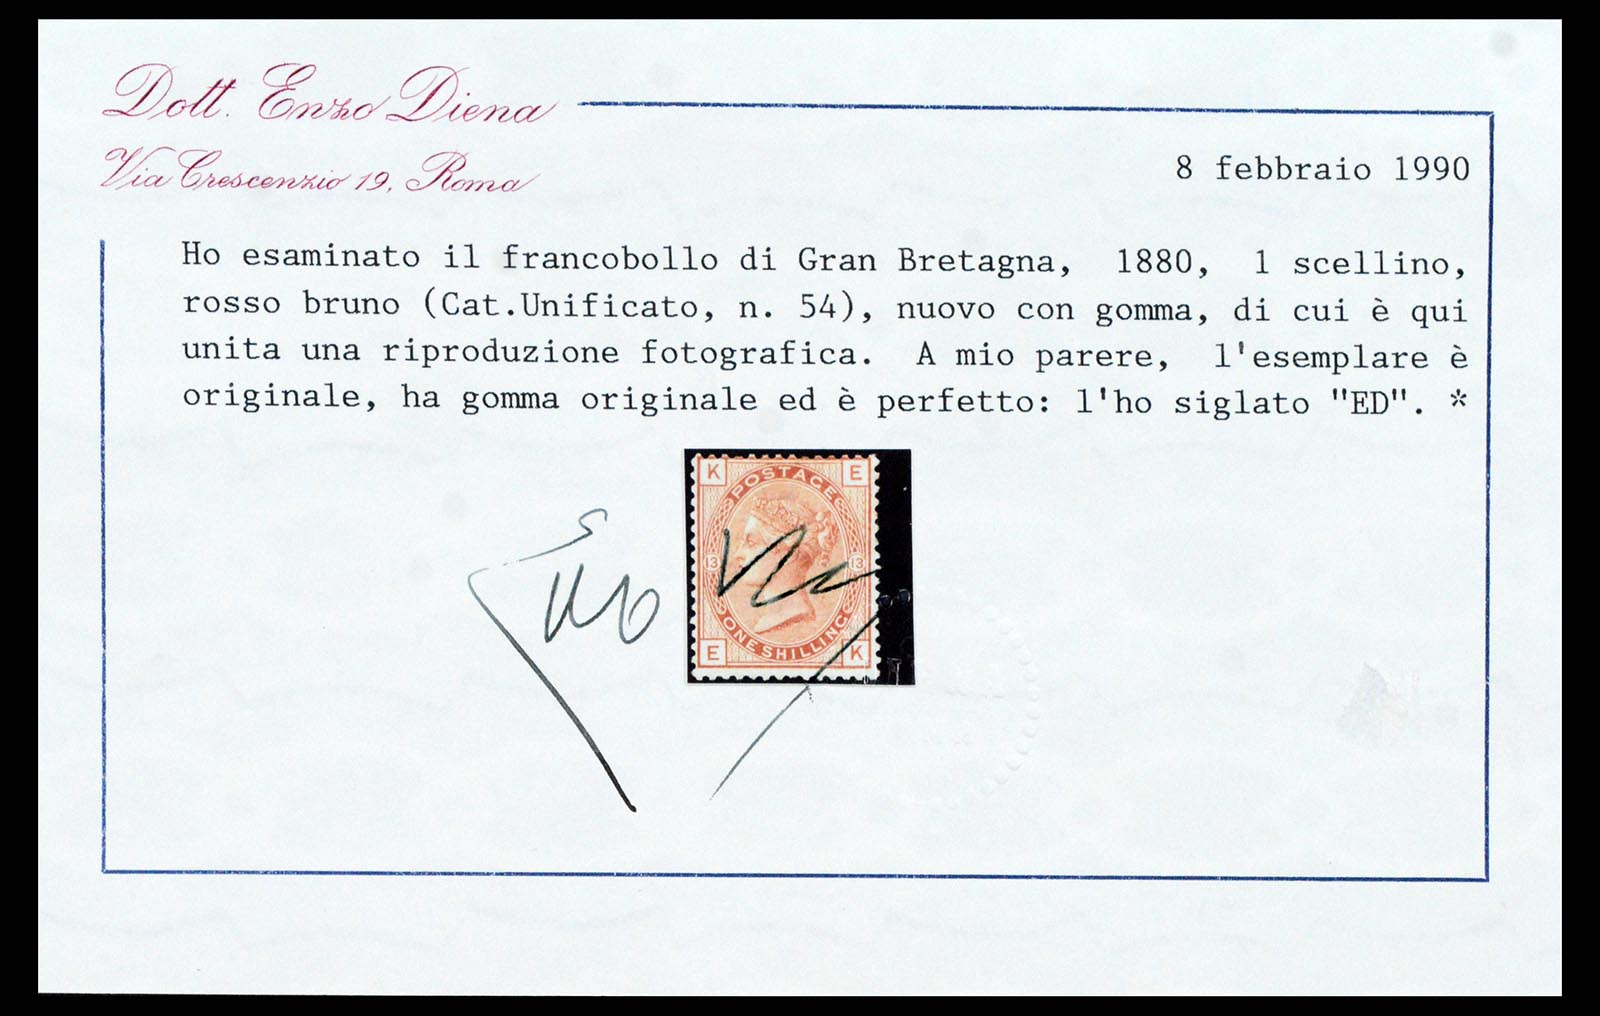 Dott. Enzo Diena
Via Crescenzio 19, Roma
8 febbraio 1990
Ho esaminato il francobollo di Gran Bretagna, 1880, 1 scellino,
rosso bruno (Cat.Unificato, n. 54), nuovo con gomma, di cui è qui
unita una riproduzione fotografica. A mio parere, l'esemplare è
originale, ha gomma originale ed è perfetto: l'ho siglato "ED". *
K E
POSTAGE
13 13
ONE SHILLING
E K